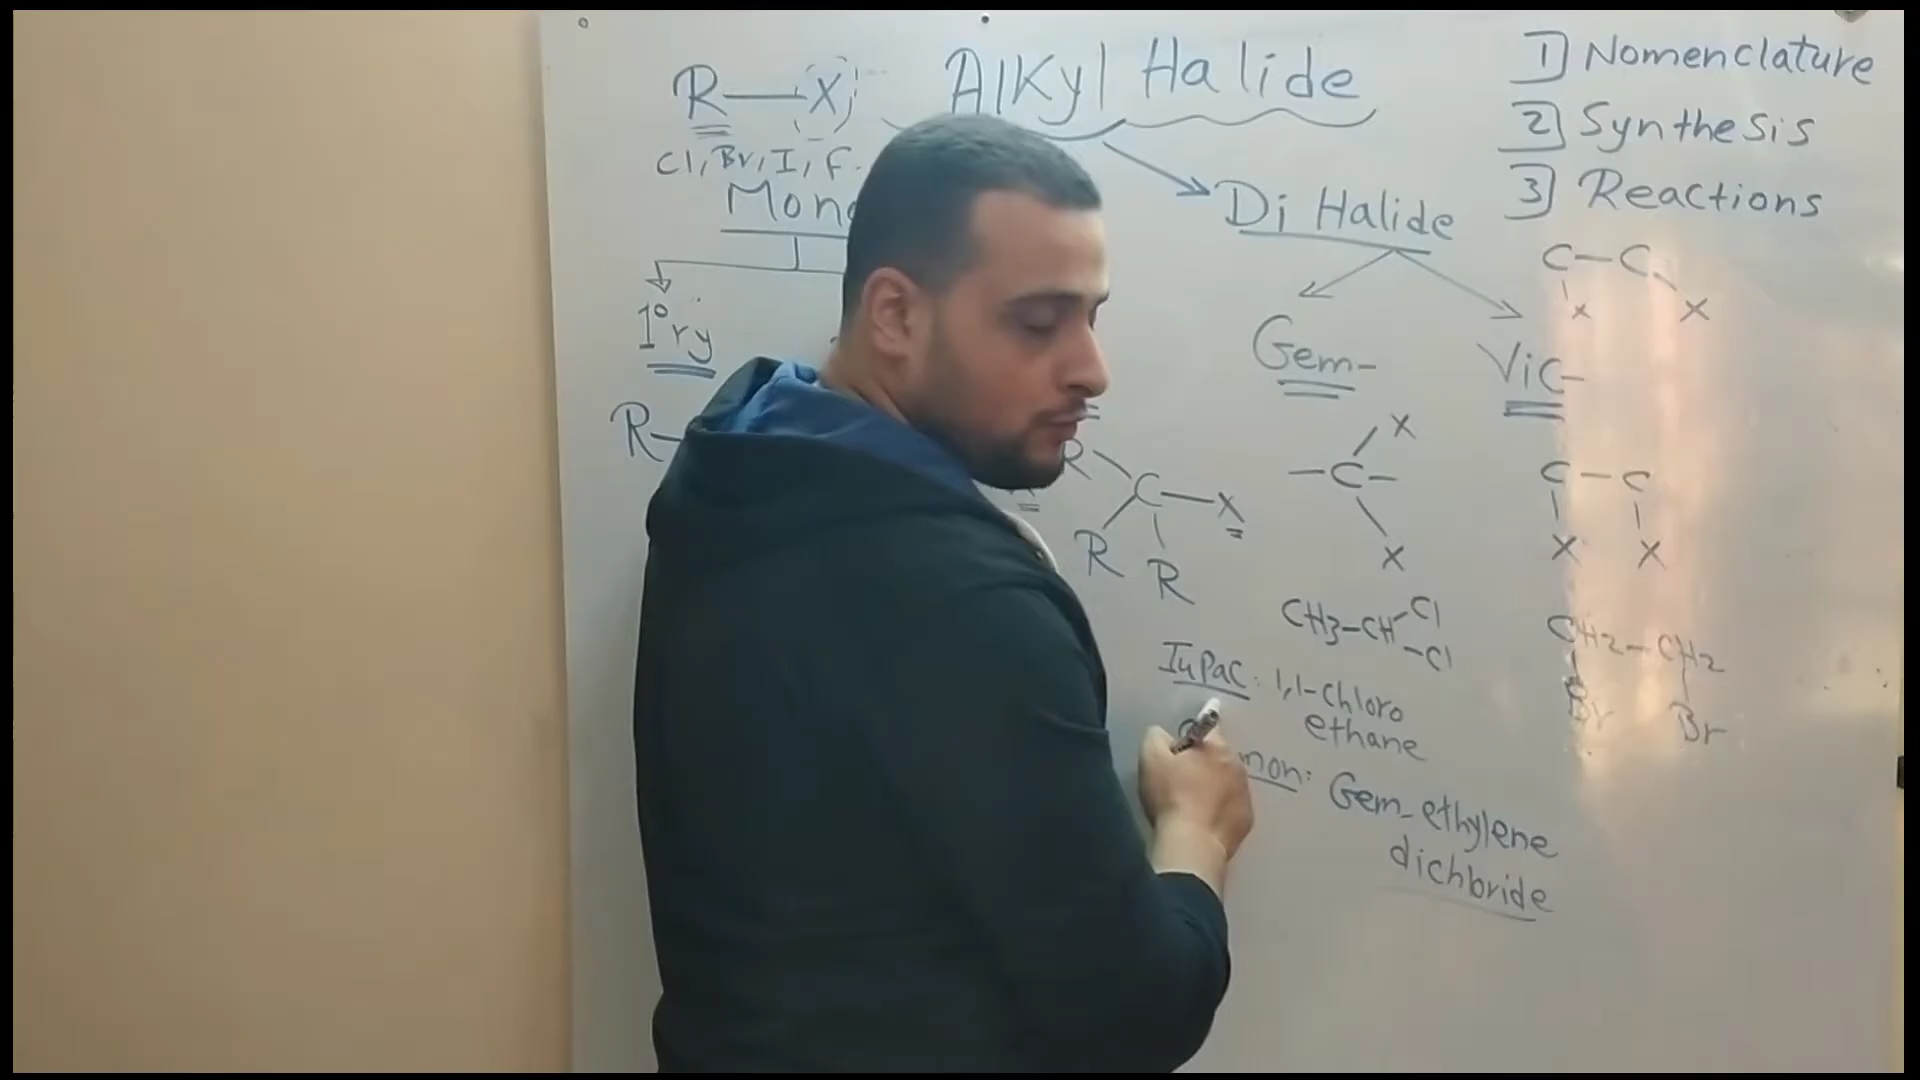 R—X
Cl, Br, I, F
Alkyl Halide
1) Nomenclature
2) Synthesis
3) Reactions
Di Halide
1°ry
Gem-
Vic-
C—C
X X
R—
R
C—X
R R
X
—C—
X
C—C
X X
CH3—CH
Cl
Cl
CH2—CH2
Br Br
IuPaC: 1,1-Chloro
ethane
Gem-ethylene
dichloride